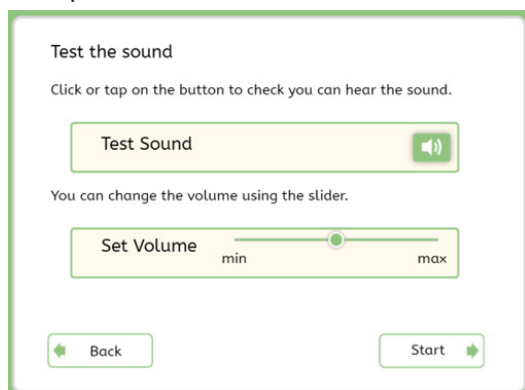 Test the sound
Click or tap on the button to check you can hear the sound.
Test Sound
You can change the volume using the slider.
Set Volume
min max
Back Start